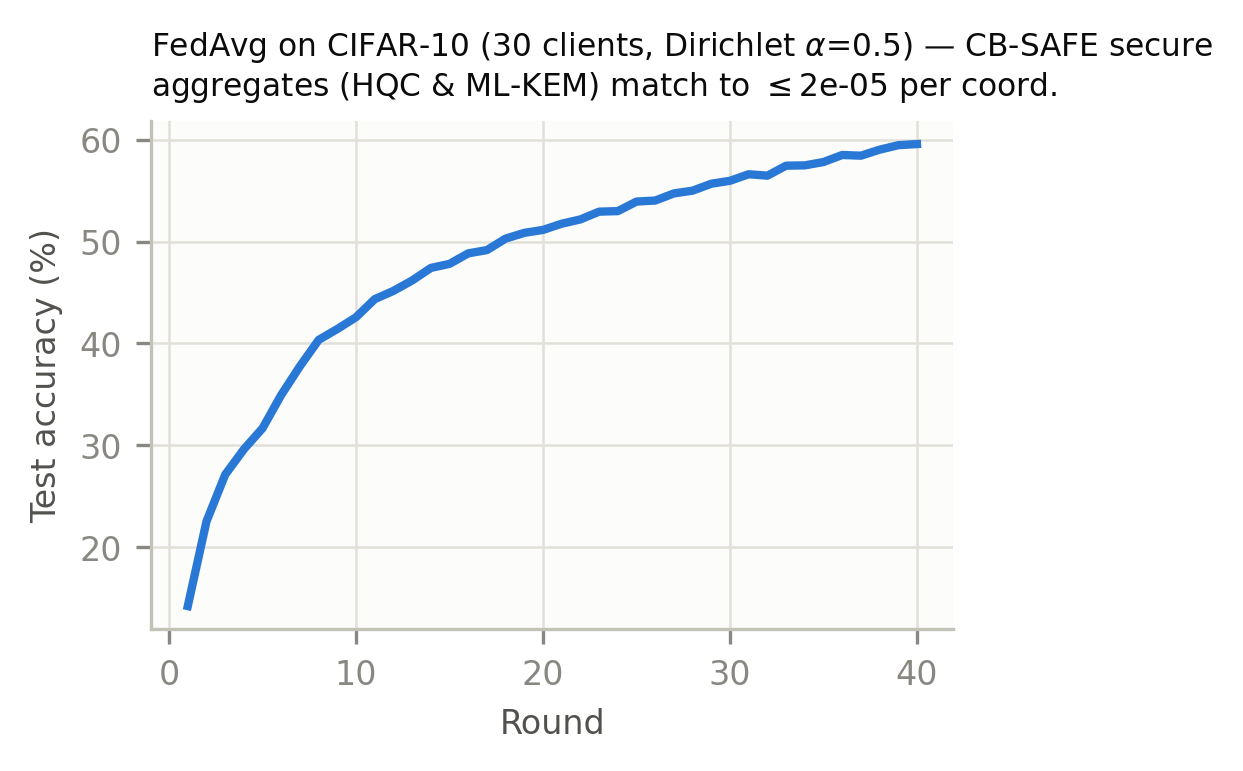 FedAvg on CIFAR-10 (30 clients, Dirichlet α=0.5) — CB-SAFE secure
aggregates (HQC & ML-KEM) match to ≤2e-05 per coord.
60
50
40
30
20
Test accuracy (%)
0 10 20 30 40
Round